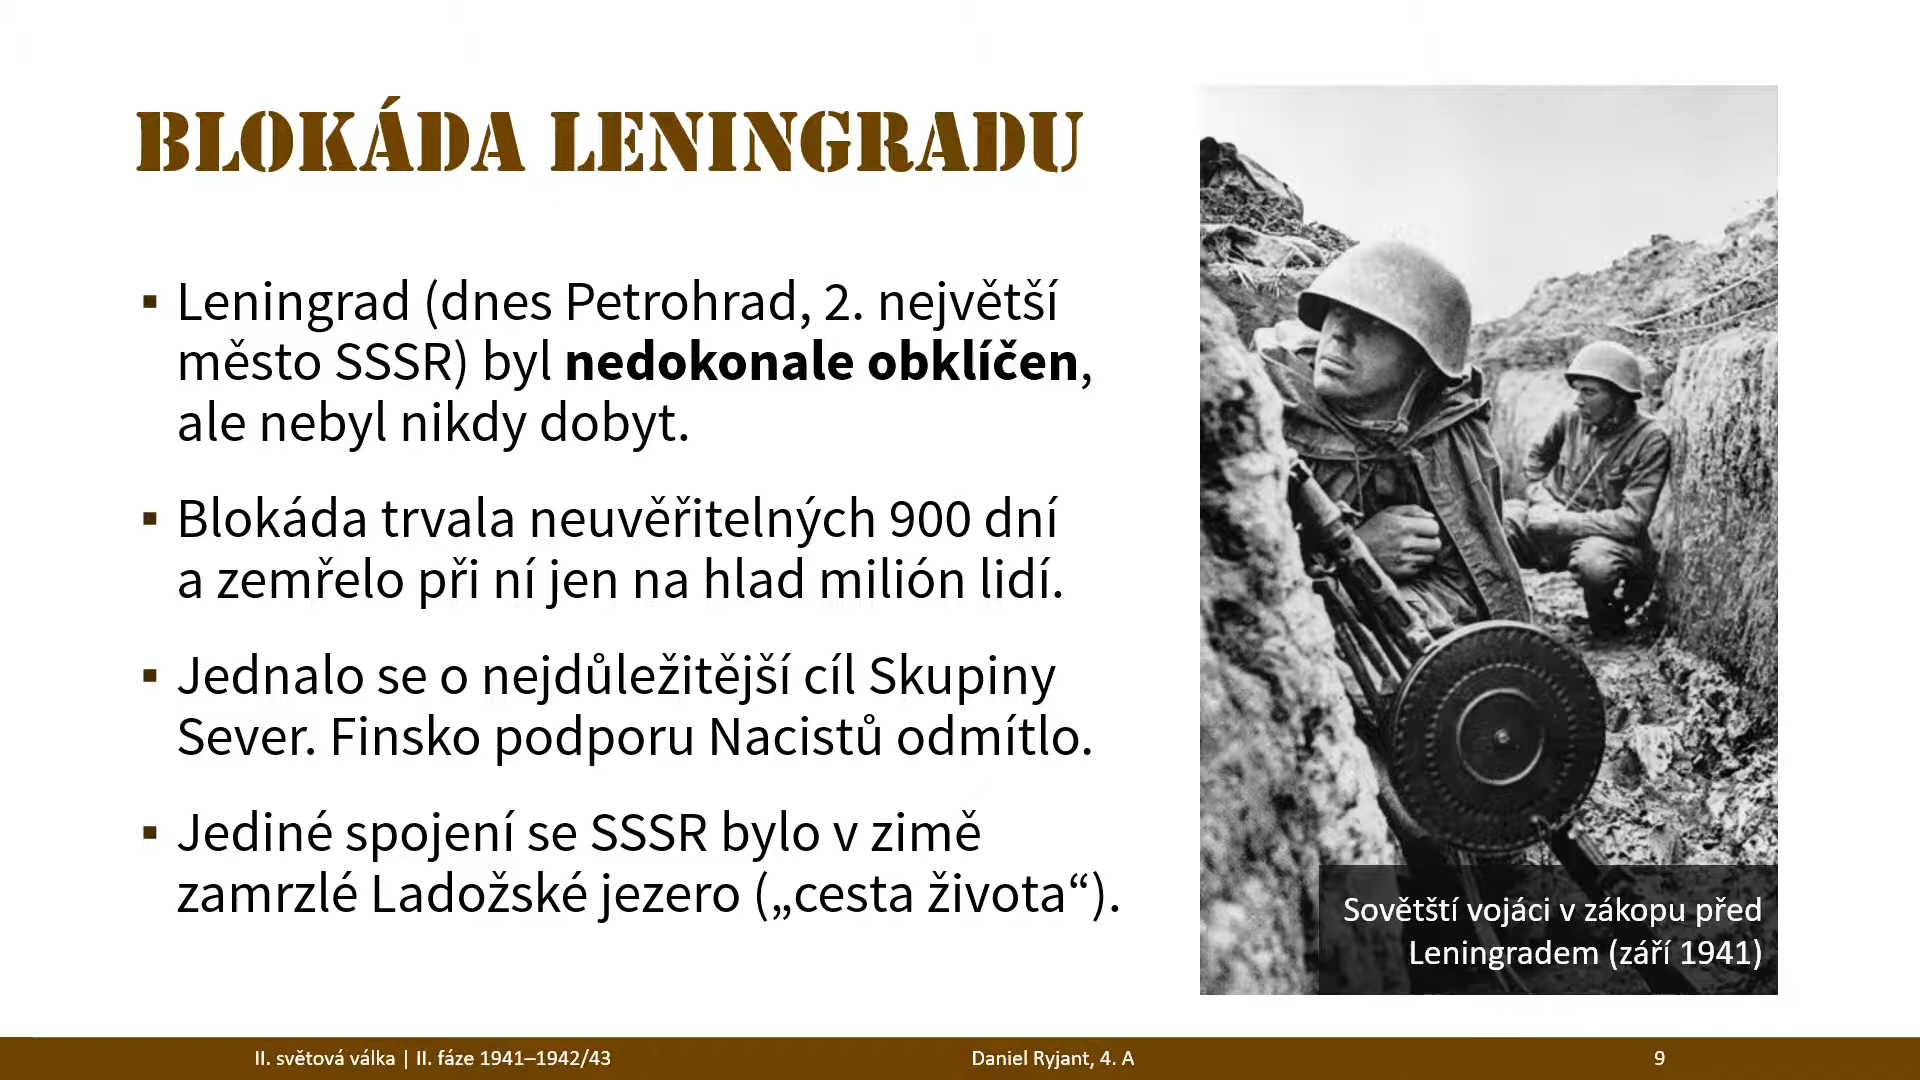 BLOKÁDA LENINGRADU
▪ Leningrad (dnes Petrohrad, 2. největší
město SSSR) byl nedokonale obklíčen,
ale nebyl nikdy dobyt.
▪ Blokáda trvala neuvěřitelných 900 dní
a zemřelo při ní jen na hlad milión lidí.
▪ Jednalo se o nejdůležitější cíl Skupiny
Sever. Finsko podporu Nacistů odmítlo.
▪ Jediné spojení se SSSR bylo v zimě
zamrzlé Ladožské jezero („cesta života“).
Sovětští vojáci v zákopu před
Leningradem (září 1941)
II. světová válka | II. fáze 1941–1942/43
Daniel Ryjant, 4. A
9